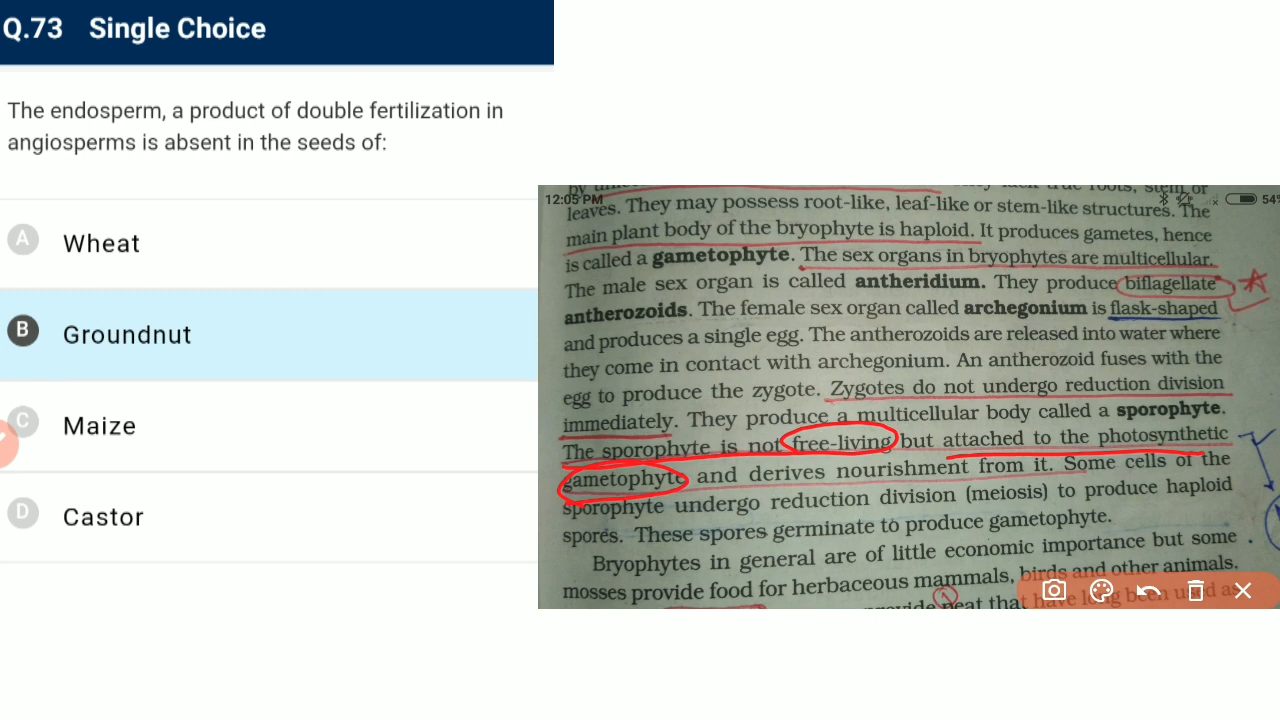 Q.73 Single Choice
The endosperm, a product of double fertilization in
angiosperms is absent in the seeds of:
A Wheat
B Groundnut
C Maize
D Castor
12:05 PM 54%
leaves. They may possess root-like, leaf-like or stem-like structures. The
main plant body of the bryophyte is haploid. It produces gametes, hence
is called a gametophyte. The sex organs in bryophytes are multicellular.
The male sex organ is called antheridium. They produce biflagellate
antherozoids. The female sex organ called archegonium is flask-shaped
and produces a single egg. The antherozoids are released into water where
they come in contact with archegonium. An antherozoid fuses with the
egg to produce the zygote. Zygotes do not undergo reduction division
immediately. They produce a multicellular body called a sporophyte.
The sporophyte is not free-living but attached to the photosynthetic
gametophyte and derives nourishment from it. Some cells of the
sporophyte undergo reduction division (meiosis) to produce haploid
spores. These spores germinate to produce gametophyte.
Bryophytes in general are of little economic importance but some
mosses provide food for herbaceous mammals, birds and other animals.
peat that have long been used as